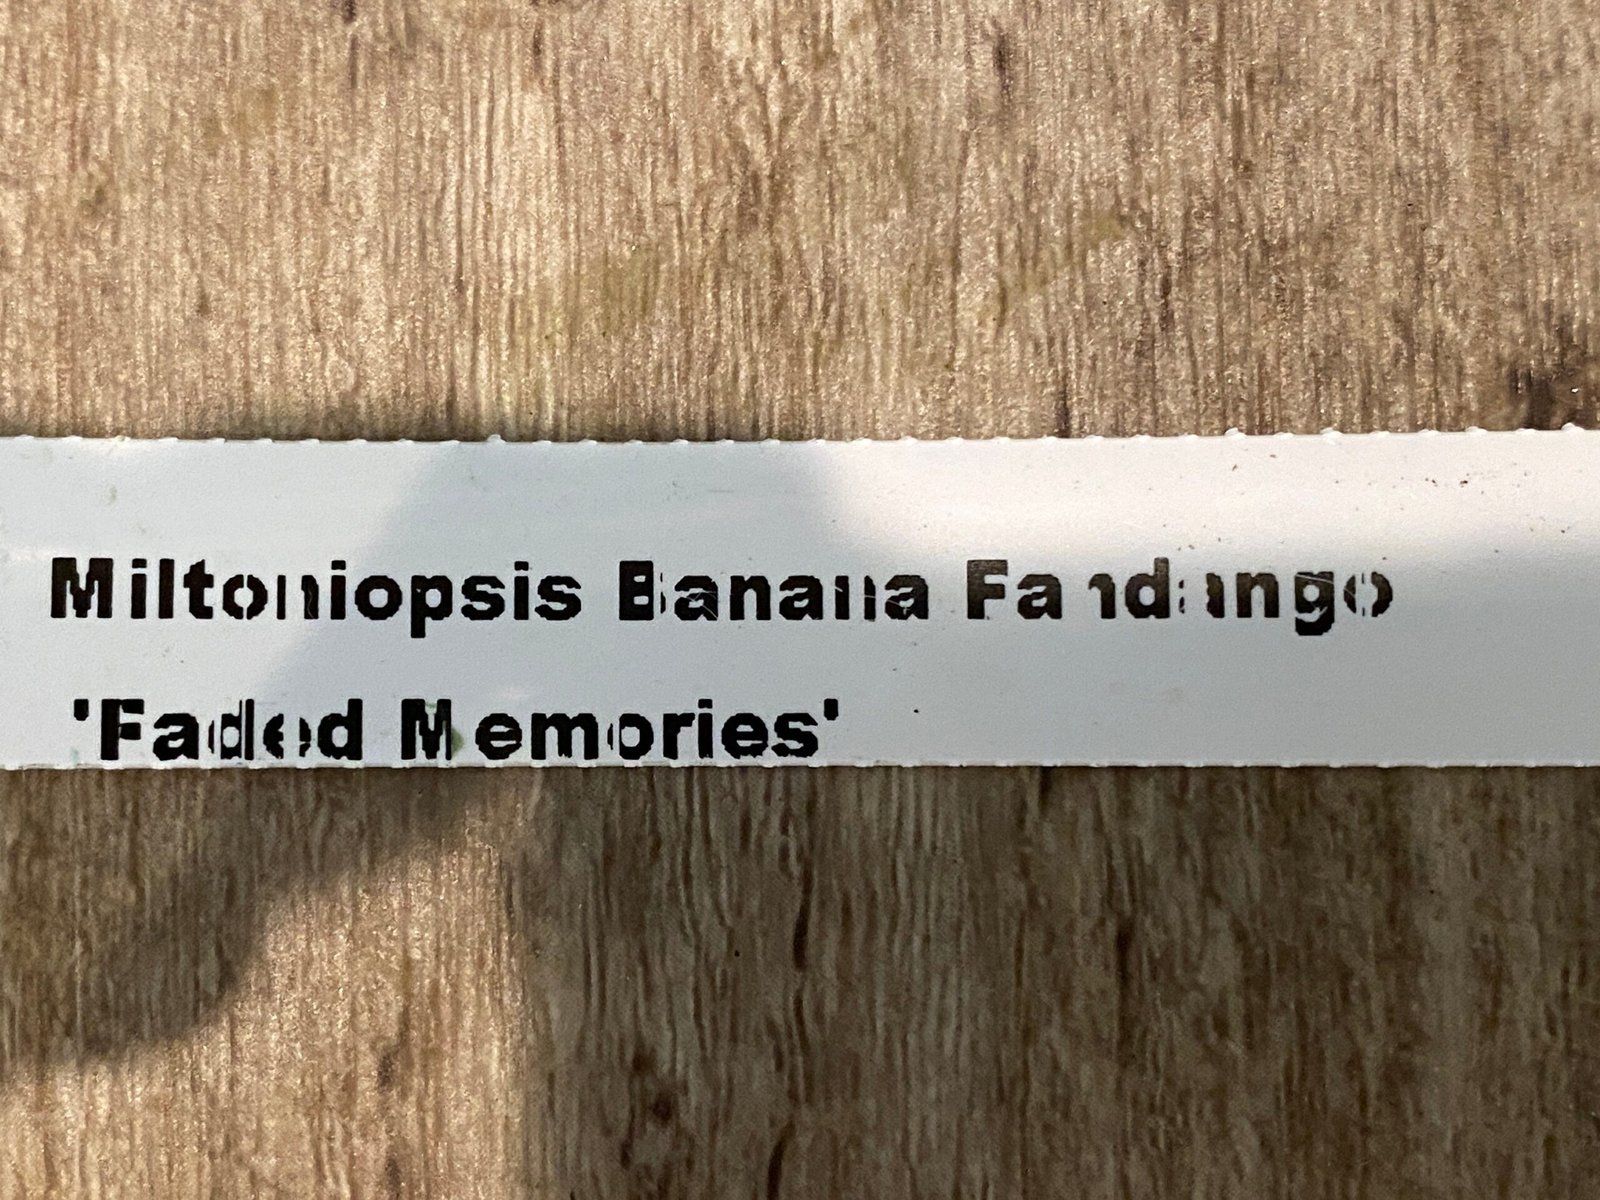 Miltoniopsis Banana Fandango
'Faded Memories'